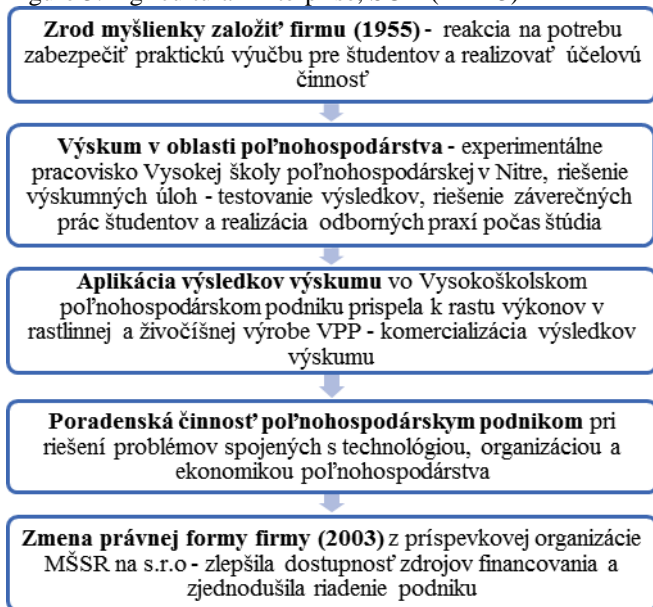 Zrod myšlienky založiť firmu (1955) - reakcia na potrebu
zabezpečiť praktickú výučbu pre študentov a realizovať účelovú
činnosť
Výskum v oblasti poľnohospodárstva - experimentálne
pracovisko Vysokej školy poľnohospodárskej v Nitre, riešenie
výskumných úloh - testovanie výsledkov, riešenie záverečných
prác študentov a realizácia odborných praxí počas štúdia
Aplikácia výsledkov výskumu vo Vysokoškolskom
poľnohospodárskom podniku prispela k rastu výkonov v
rastlinnej a živočíšnej výrobe VPP - komercializácia výsledkov
výskumu
Poradenská činnosť poľnohospodárskym podnikom pri
riešení problémov spojených s technológiou, organizáciou a
ekonomikou poľnohospodárstva
Zmena právnej formy firmy (2003) z príspevkovej organizácie
MŠSR na s.r.o - zlepšila dostupnosť zdrojov financovania a
zjednodušila riadenie podniku